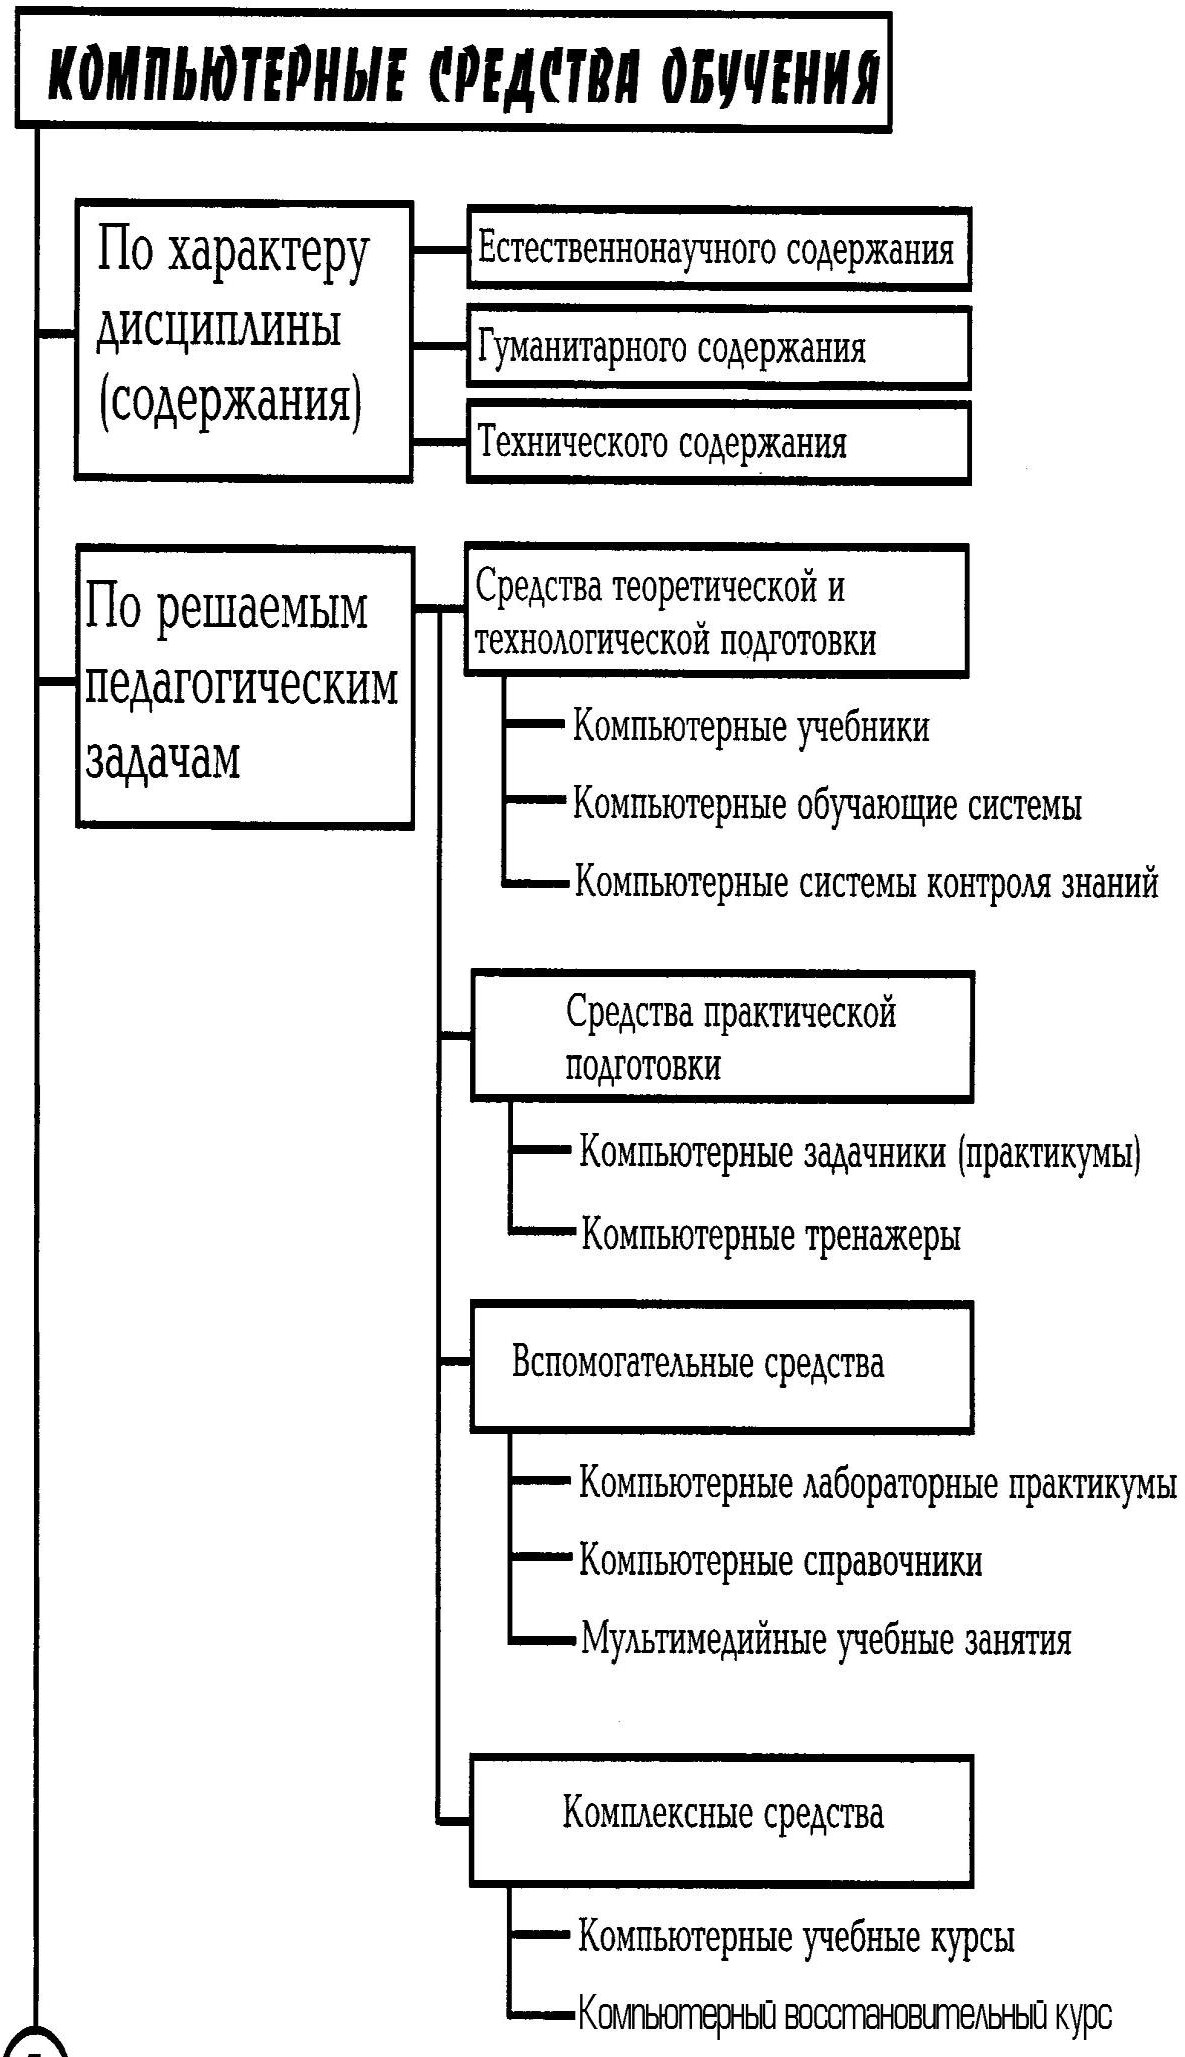 КОМПЬЮТЕРНЫЕ СРЕДСТВА ОБУЧЕНИЯ
По характеру
дисциплины
(содержания)
Естественнонаучного содержания
Гуманитарного содержания
Технического содержания
По решаемым
педагогическим
задачам
Средства теоретической и
технологической подготовки
Компьютерные учебники
Компьютерные обучающие системы
Компьютерные системы контроля знаний
Средства практической
подготовки
Компьютерные задачники (практикумы)
Компьютерные тренажеры
Вспомогательные средства
Компьютерные лабораторные практикумы
Компьютерные справочники
Мультимедийные учебные занятия
Комплексные средства
Компьютерные учебные курсы
Компьютерный восстановительный курс